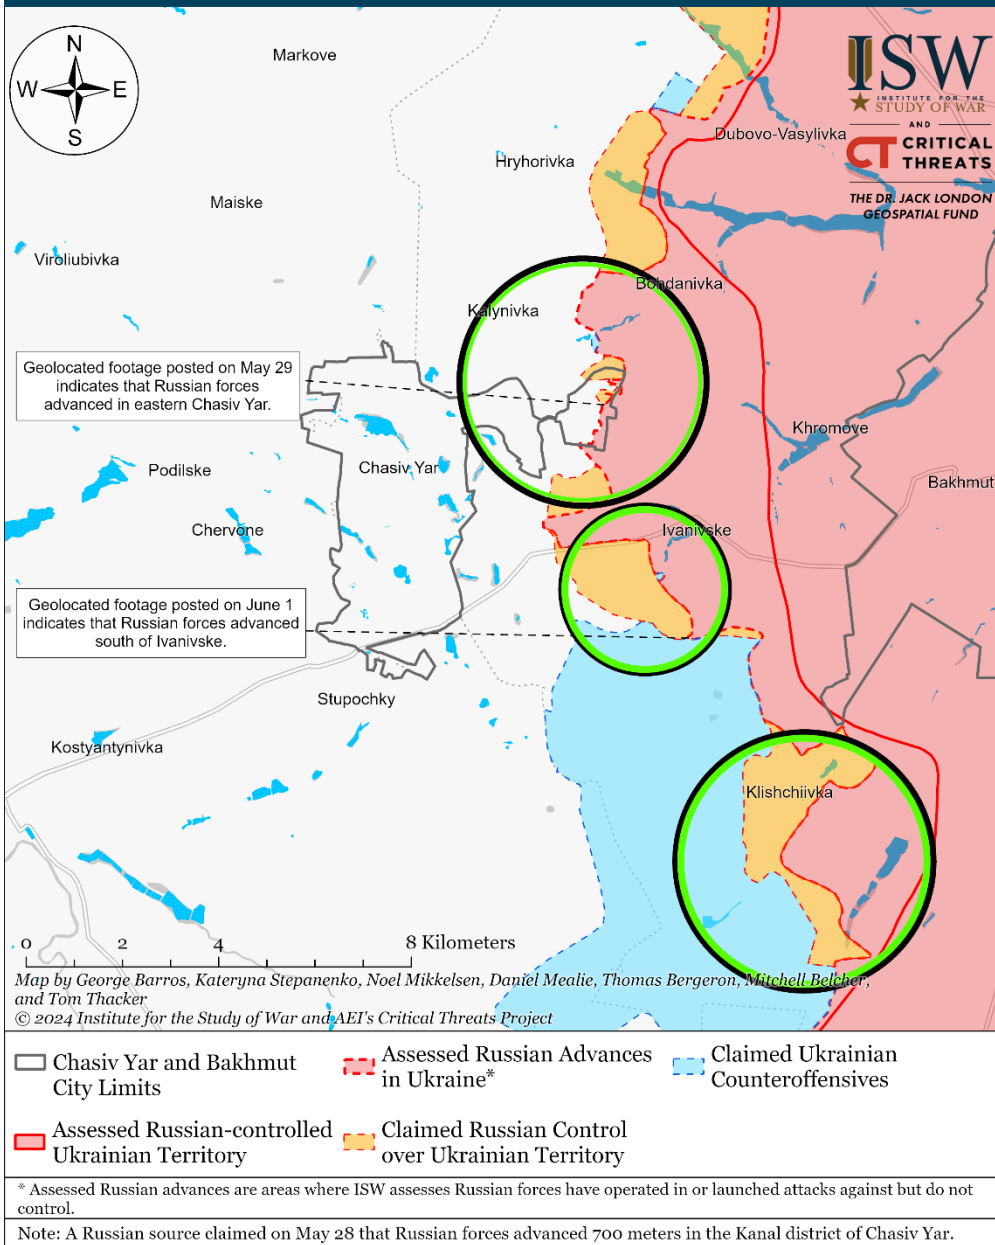 N
W
E
S
ISW
INSTITUTE FOR THE
STUDY OF WAR
AND
CT CRITICAL
THREATS
THE DR. JACK LONDON
GEOSPATIAL FUND
Markove
Dubovo-Vasylivka
Hryhorivka
Maiske
Viroliubivka
Bohdanivka
Kalynivka
Geolocated footage posted on May 29
indicates that Russian forces
advanced in eastern Chasiv Yar.
Khromove
Podilske
Chasiv Yar
Bakhmut
Chervone
Ivanivske
Geolocated footage posted on June 1
indicates that Russian forces advanced
south of Ivanivske.
Stupochky
Kostyantynivka
Klishchiivka
0 2 4 8 Kilometers
Map by George Barros, Kateryna Stepanenko, Noel Mikkelsen, Daniel Mealie, Thomas Bergeron, Mitchell Belcher,
and Tom Thacker
© 2024 Institute for the Study of War and AEI's Critical Threats Project
Chasiv Yar and Bakhmut
City Limits
Assessed Russian Advances
in Ukraine*
Claimed Ukrainian
Counteroffensives
Assessed Russian-controlled
Ukrainian Territory
Claimed Russian Control
over Ukrainian Territory
* Assessed Russian advances are areas where ISW assesses Russian forces have operated in or launched attacks against but do not
control.
Note: A Russian source claimed on May 28 that Russian forces advanced 700 meters in the Kanal district of Chasiv Yar.